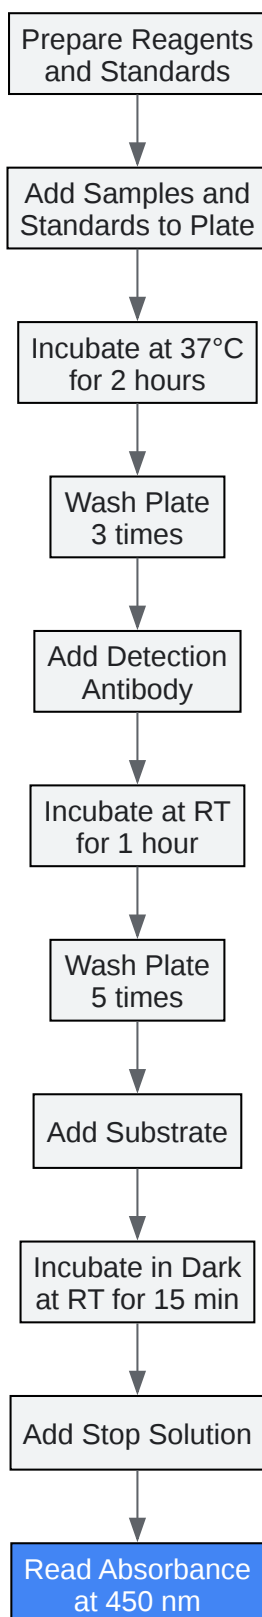 Prepare Reagents
and Standards
Add Samples and
Standards to Plate
Incubate at 37°C
for 2 hours
Wash Plate
3 times
Add Detection
Antibody
Incubate at RT
for 1 hour
Wash Plate
5 times
Add Substrate
Incubate in Dark
at RT for 15 min
Add Stop Solution
Read Absorbance
at 450 nm